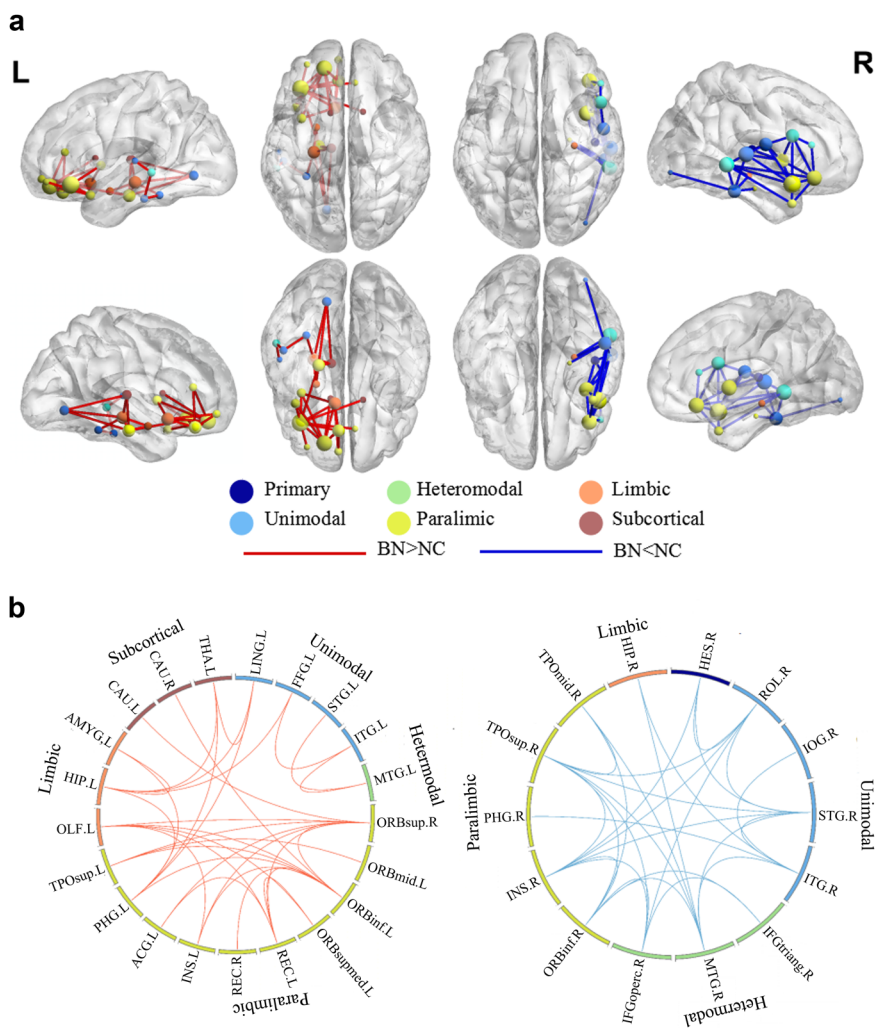 a
L
R
Primary
Heteromodal
Limbic
Unimodal
Paralimic
Subcortical
BN>NC
BN<NC
b
Subcortical
Unimodal
Hetermodal
Paralimbic
Limbic
CAU.L
CAU.R
THA.L
LING.L
FFG.L
STG.L
ITG.L
MTG.L
ORBsup.R
ORBmid.L
ORBinf.L
ORBsupmed.L
REC.L
REC.R
INS.L
ACG.L
PHG.L
TPOsup.L
OLF.L
HIP.L
AMYG.L
Limbic
Unimodal
Hetermodal
Paralimbic
HIP.R
HES.R
ROL.R
IOG.R
STG.R
ITG.R
IFGtriang.R
MTG.R
IFGoperc.R
ORBinf.R
INS.R
PHG.R
TPOsup.R
TPOmid.R